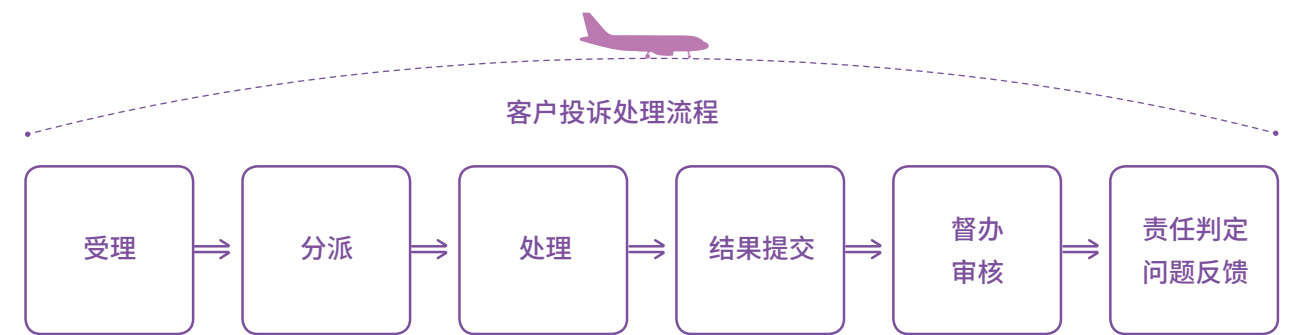 客户投诉处理流程
受理
分派
处理
结果提交
督办
审核
责任判定
问题反馈